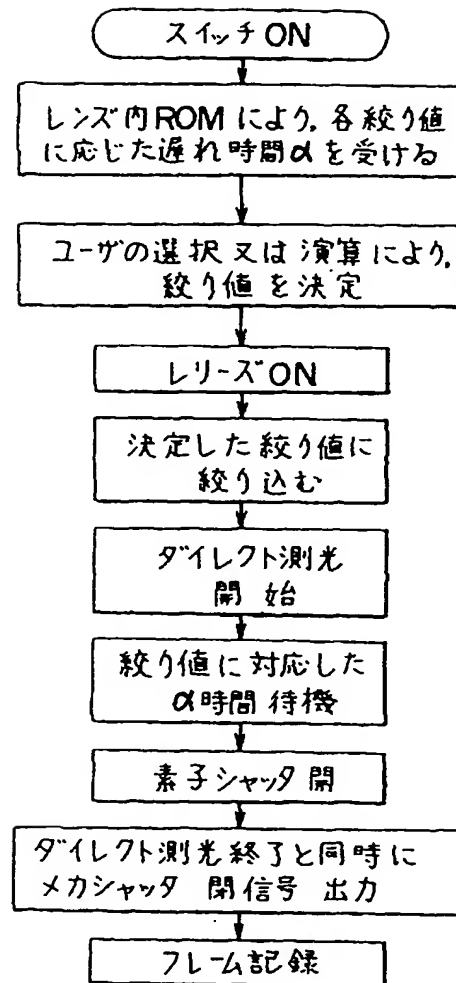 スイッチON
レンズ内ROMにより,各絞り値
に応じた遅れ時間αを受ける
ユーザの選択又は演算により,
絞り値を決定
レリーズON
決定した絞り値に
絞り込む
ダイレクト測光
開始
絞り値に対応した
α時間待機
素子シャッタ開
ダイレクト測光終了と同時に
メカシャッタ 閉信号 出力
フレーム記録